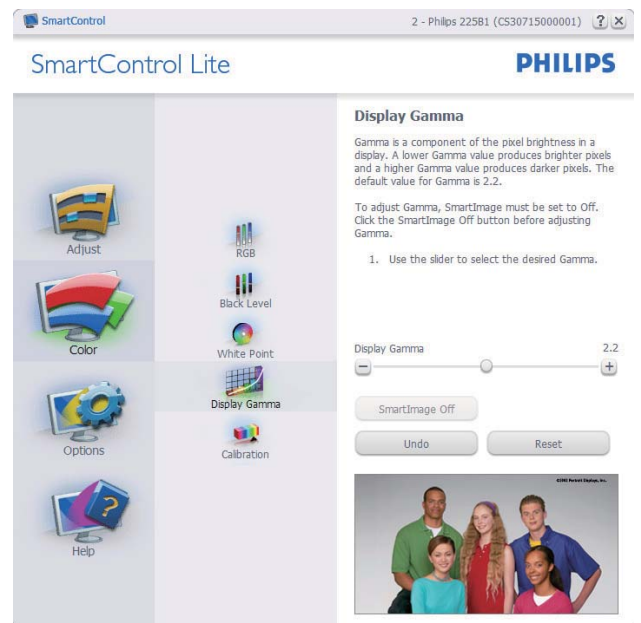 SmartControl
2 - Philips 225B1 (CS30715000001)
?
SmartControl Lite
PHILIPS
Adjust
Color
Options
Help
RGB
Black Level
White Point
Display Gamma
Calibration
Display Gamma
Gamma is a component of the pixel brightness in a
display. A lower Gamma value produces brighter pixels
and a higher Gamma value produces darker pixels. The
default value for Gamma is 2.2.
To adjust Gamma, SmartImage must be set to Off.
Click the SmartImage Off button before adjusting
Gamma.
1. Use the slider to select the desired Gamma.
Display Gamma 2.2
SmartImage Off
Undo Reset
Portrait Displays, Inc.